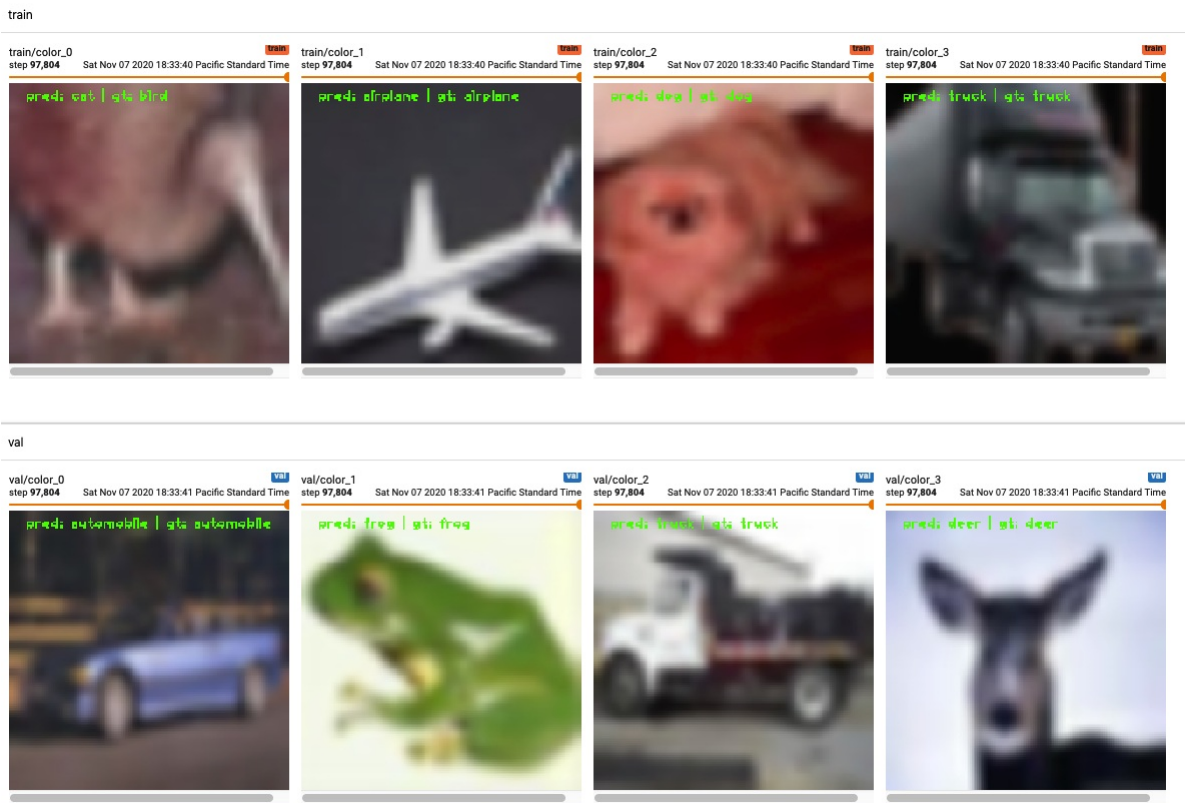 train
train/color_0 train
step 97,804 Sat Nov 07 2020 18:33:40 Pacific Standard Time
pred: cat | gt: bird
train/color_1 train
step 97,804 Sat Nov 07 2020 18:33:40 Pacific Standard Time
pred: airplane | gt: airplane
train/color_2 train
step 97,804 Sat Nov 07 2020 18:33:40 Pacific Standard Time
pred: dog | gt: dog
train/color_3 train
step 97,804 Sat Nov 07 2020 18:33:40 Pacific Standard Time
pred: truck | gt: truck
val
val/color_0 val
step 97,804 Sat Nov 07 2020 18:33:41 Pacific Standard Time
pred: automobile | gt: automobile
val/color_1 val
step 97,804 Sat Nov 07 2020 18:33:41 Pacific Standard Time
pred: frog | gt: frog
val/color_2 val
step 97,804 Sat Nov 07 2020 18:33:41 Pacific Standard Time
pred: truck | gt: truck
val/color_3 val
step 97,804 Sat Nov 07 2020 18:33:41 Pacific Standard Time
pred: deer | gt: deer